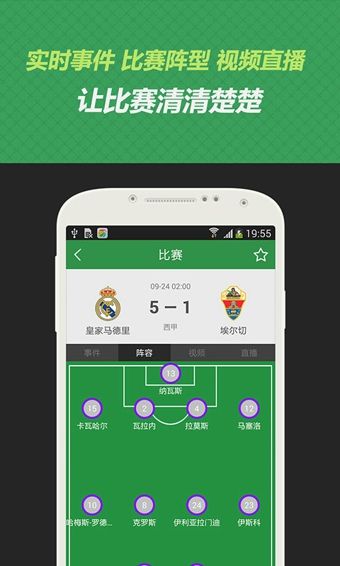 实时事件 比赛阵型 视频直播
让比赛清清楚楚
19:55
比赛
09-24 02:00
5 – 1
西甲
皇家马德里
埃尔切
事件 阵容 视频 直播
13
纳瓦斯
15 2 4 12
卡瓦哈尔 瓦拉内 拉莫斯 马塞洛
10 8 24 23
哈梅斯·罗德... 克罗斯 伊利亚拉门迪 伊斯科